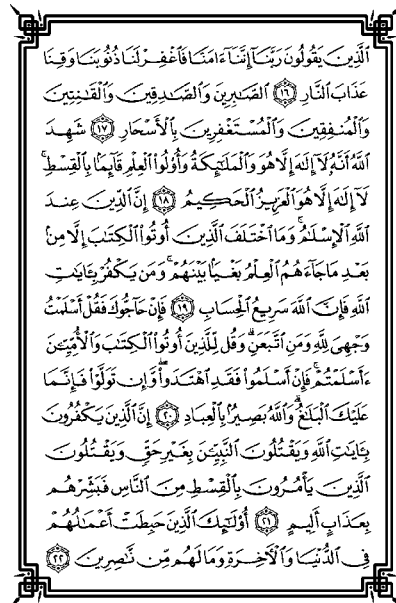 ٱلَّذِينَ يَقُولُونَ رَبَّنَآ إِنَّنَآ ءَامَنَّا فَٱغْفِرْ لَنَا ذُنُوبَنَا وَقِنَا
عَذَابَ ٱلنَّارِ ١٦ ٱلصَّٰبِرِينَ وَٱلصَّٰدِقِينَ وَٱلْقَٰنِتِينَ
وَٱلْمُنفِقِينَ وَٱلْمُسْتَغْفِرِينَ بِٱلْأَسْحَارِ ١٧ شَهِدَ
ٱللَّهُ أَنَّهُۥ لَآ إِلَٰهَ إِلَّا هُوَ وَٱلْمَلَٰٓئِكَةُ وَأُو۟لُوا۟ ٱلْعِلْمِ قَآئِمًۢا بِٱلْقِسْطِ ۚ
لَآ إِلَٰهَ إِلَّا هُوَ ٱلْعَزِيزُ ٱلْحَكِيمُ ١٨ إِنَّ ٱلدِّينَ عِندَ
ٱللَّهِ ٱلْإِسْلَٰمُ ۗ وَمَا ٱخْتَلَفَ ٱلَّذِينَ أُوتُوا۟ ٱلْكِتَٰبَ إِلَّا مِنۢ
بَعْدِ مَا جَآءَهُمُ ٱلْعِلْمُ بَغْيًۢا بَيْنَهُمْ ۗ وَمَن يَكْفُرْ بِـَٔايَٰتِ
ٱللَّهِ فَإِنَّ ٱللَّهَ سَرِيعُ ٱلْحِسَابِ ١٩ فَإِنْ حَآجُّوكَ فَقُلْ أَسْلَمْتُ
وَجْهِىَ لِلَّهِ وَمَنِ ٱتَّبَعَنِ ۗ وَقُل لِّلَّذِينَ أُوتُوا۟ ٱلْكِتَٰبَ وَٱلْأُمِّيِّـۧنَ
ءَأَسْلَمْتُمْ ۚ فَإِنْ أَسْلَمُوا۟ فَقَدِ ٱهْتَدَوا۟ ۖ وَّإِن تَوَلَّوْا۟ فَإِنَّمَا
عَلَيْكَ ٱلْبَلَٰغُ ۗ وَٱللَّهُ بَصِيرٌۢ بِٱلْعِبَادِ ٢٠ إِنَّ ٱلَّذِينَ يَكْفُرُونَ
بِـَٔايَٰتِ ٱللَّهِ وَيَقْتُلُونَ ٱلنَّبِيِّـۧنَ بِغَيْرِ حَقٍّ وَيَقْتُلُونَ
ٱلَّذِينَ يَأْمُرُونَ بِٱلْقِسْطِ مِنَ ٱلنَّاسِ فَبَشِّرْهُم
بِعَذَابٍ أَلِيمٍ ٢١ أُو۟لَٰٓئِكَ ٱلَّذِينَ حَبِطَتْ أَعْمَٰلُهُمْ
فِى ٱلدُّنْيَا وَٱلْـَٔاخِرَةِ وَمَا لَهُم مِّن نَّٰصِرِينَ ٢٢